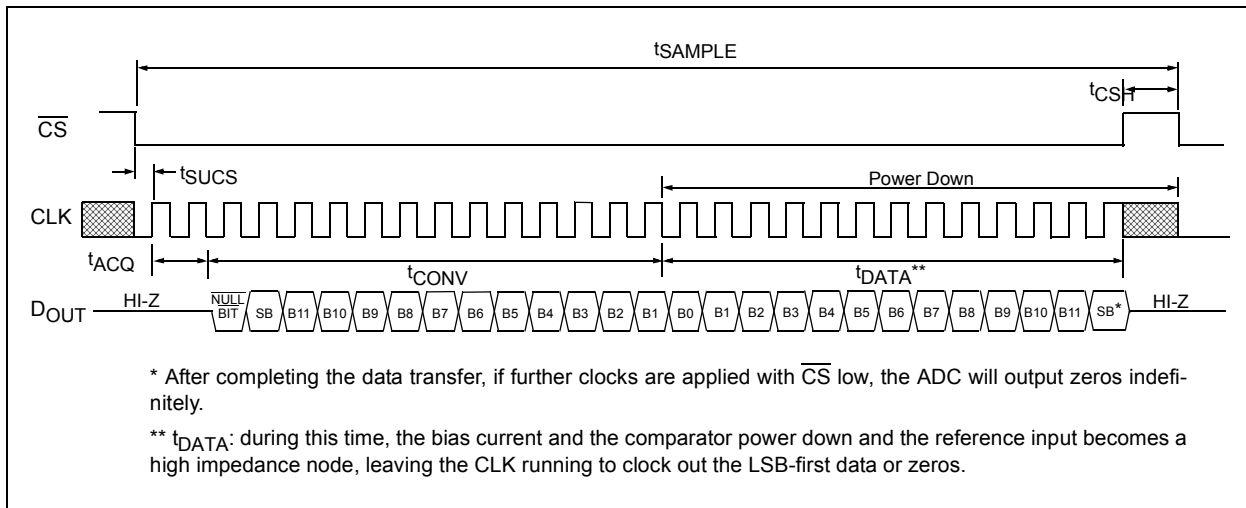 tSAMPLE
tCSH
CS
tSUCS
Power Down
CLK
tACQ
tCONV
tDATA**
DOUT
HI-Z
NULL BIT
SB
B11
B10
B9
B8
B7
B6
B5
B4
B3
B2
B1
B0
B1
B2
B3
B4
B5
B6
B7
B8
B9
B10
B11
SB*
HI-Z
* After completing the data transfer, if further clocks are applied with CS low, the ADC will output zeros indefi-
nitely.
** tDATA: during this time, the bias current and the comparator power down and the reference input becomes a
high impedance node, leaving the CLK running to clock out the LSB-first data or zeros.